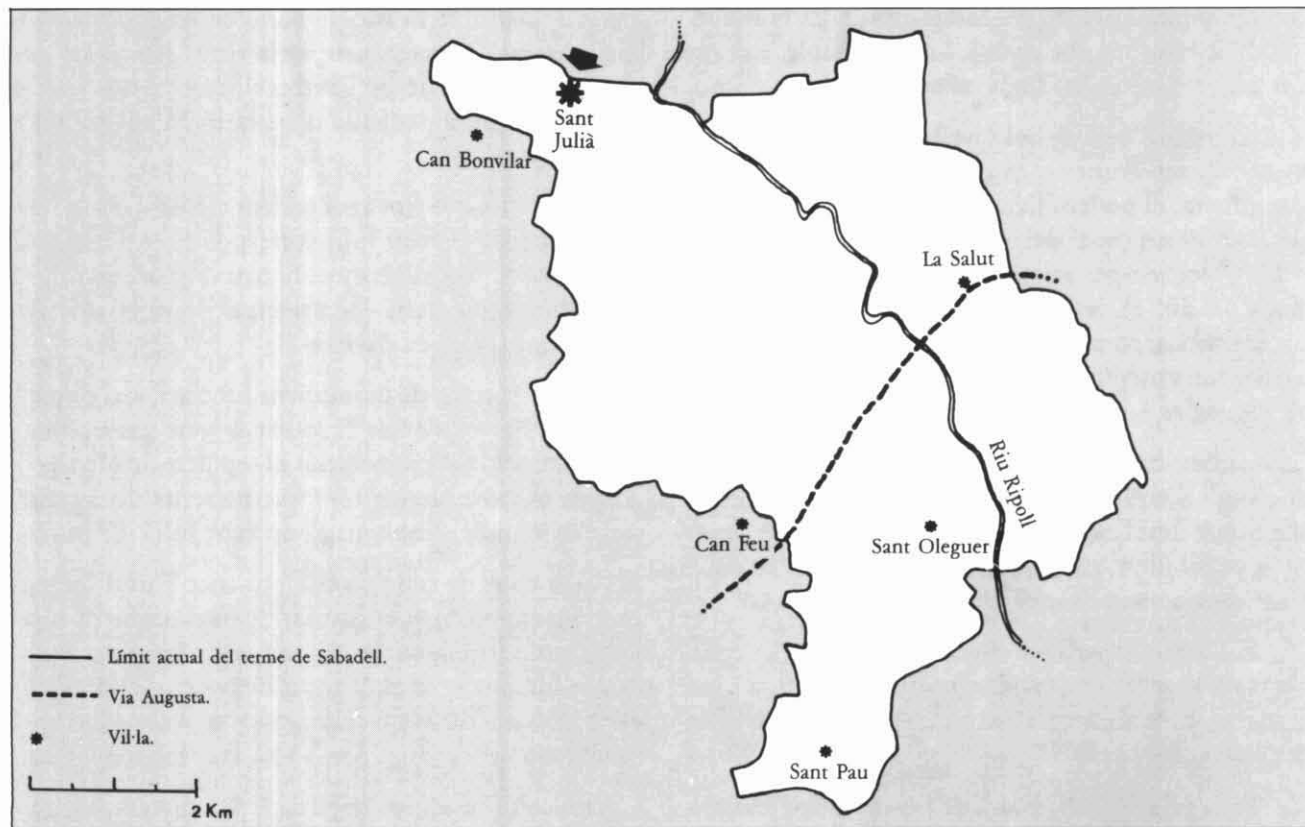 Sant
Julià
Can Bonvilar
La Salut
Riu Ripoll
Can Feu
Sant Oleguer
Límit actual del terme de Sabadell.
Via Augusta.
Vil·la.
Sant Pau
2 Km